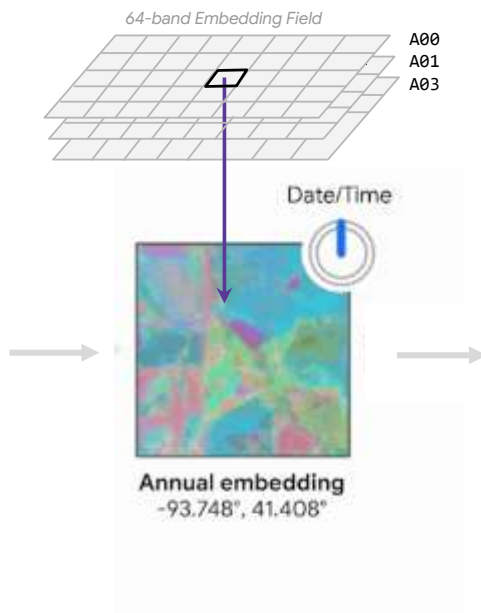 64-band Embedding Field
A00
A01
A03
Date/Time
Annual embedding
-93.748°, 41.408°